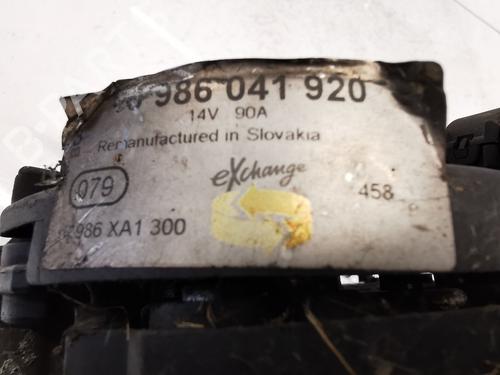 986 041 920
14V 90A
Remanufactured in Slovakia
eXchange
079
458
986 XA1 300